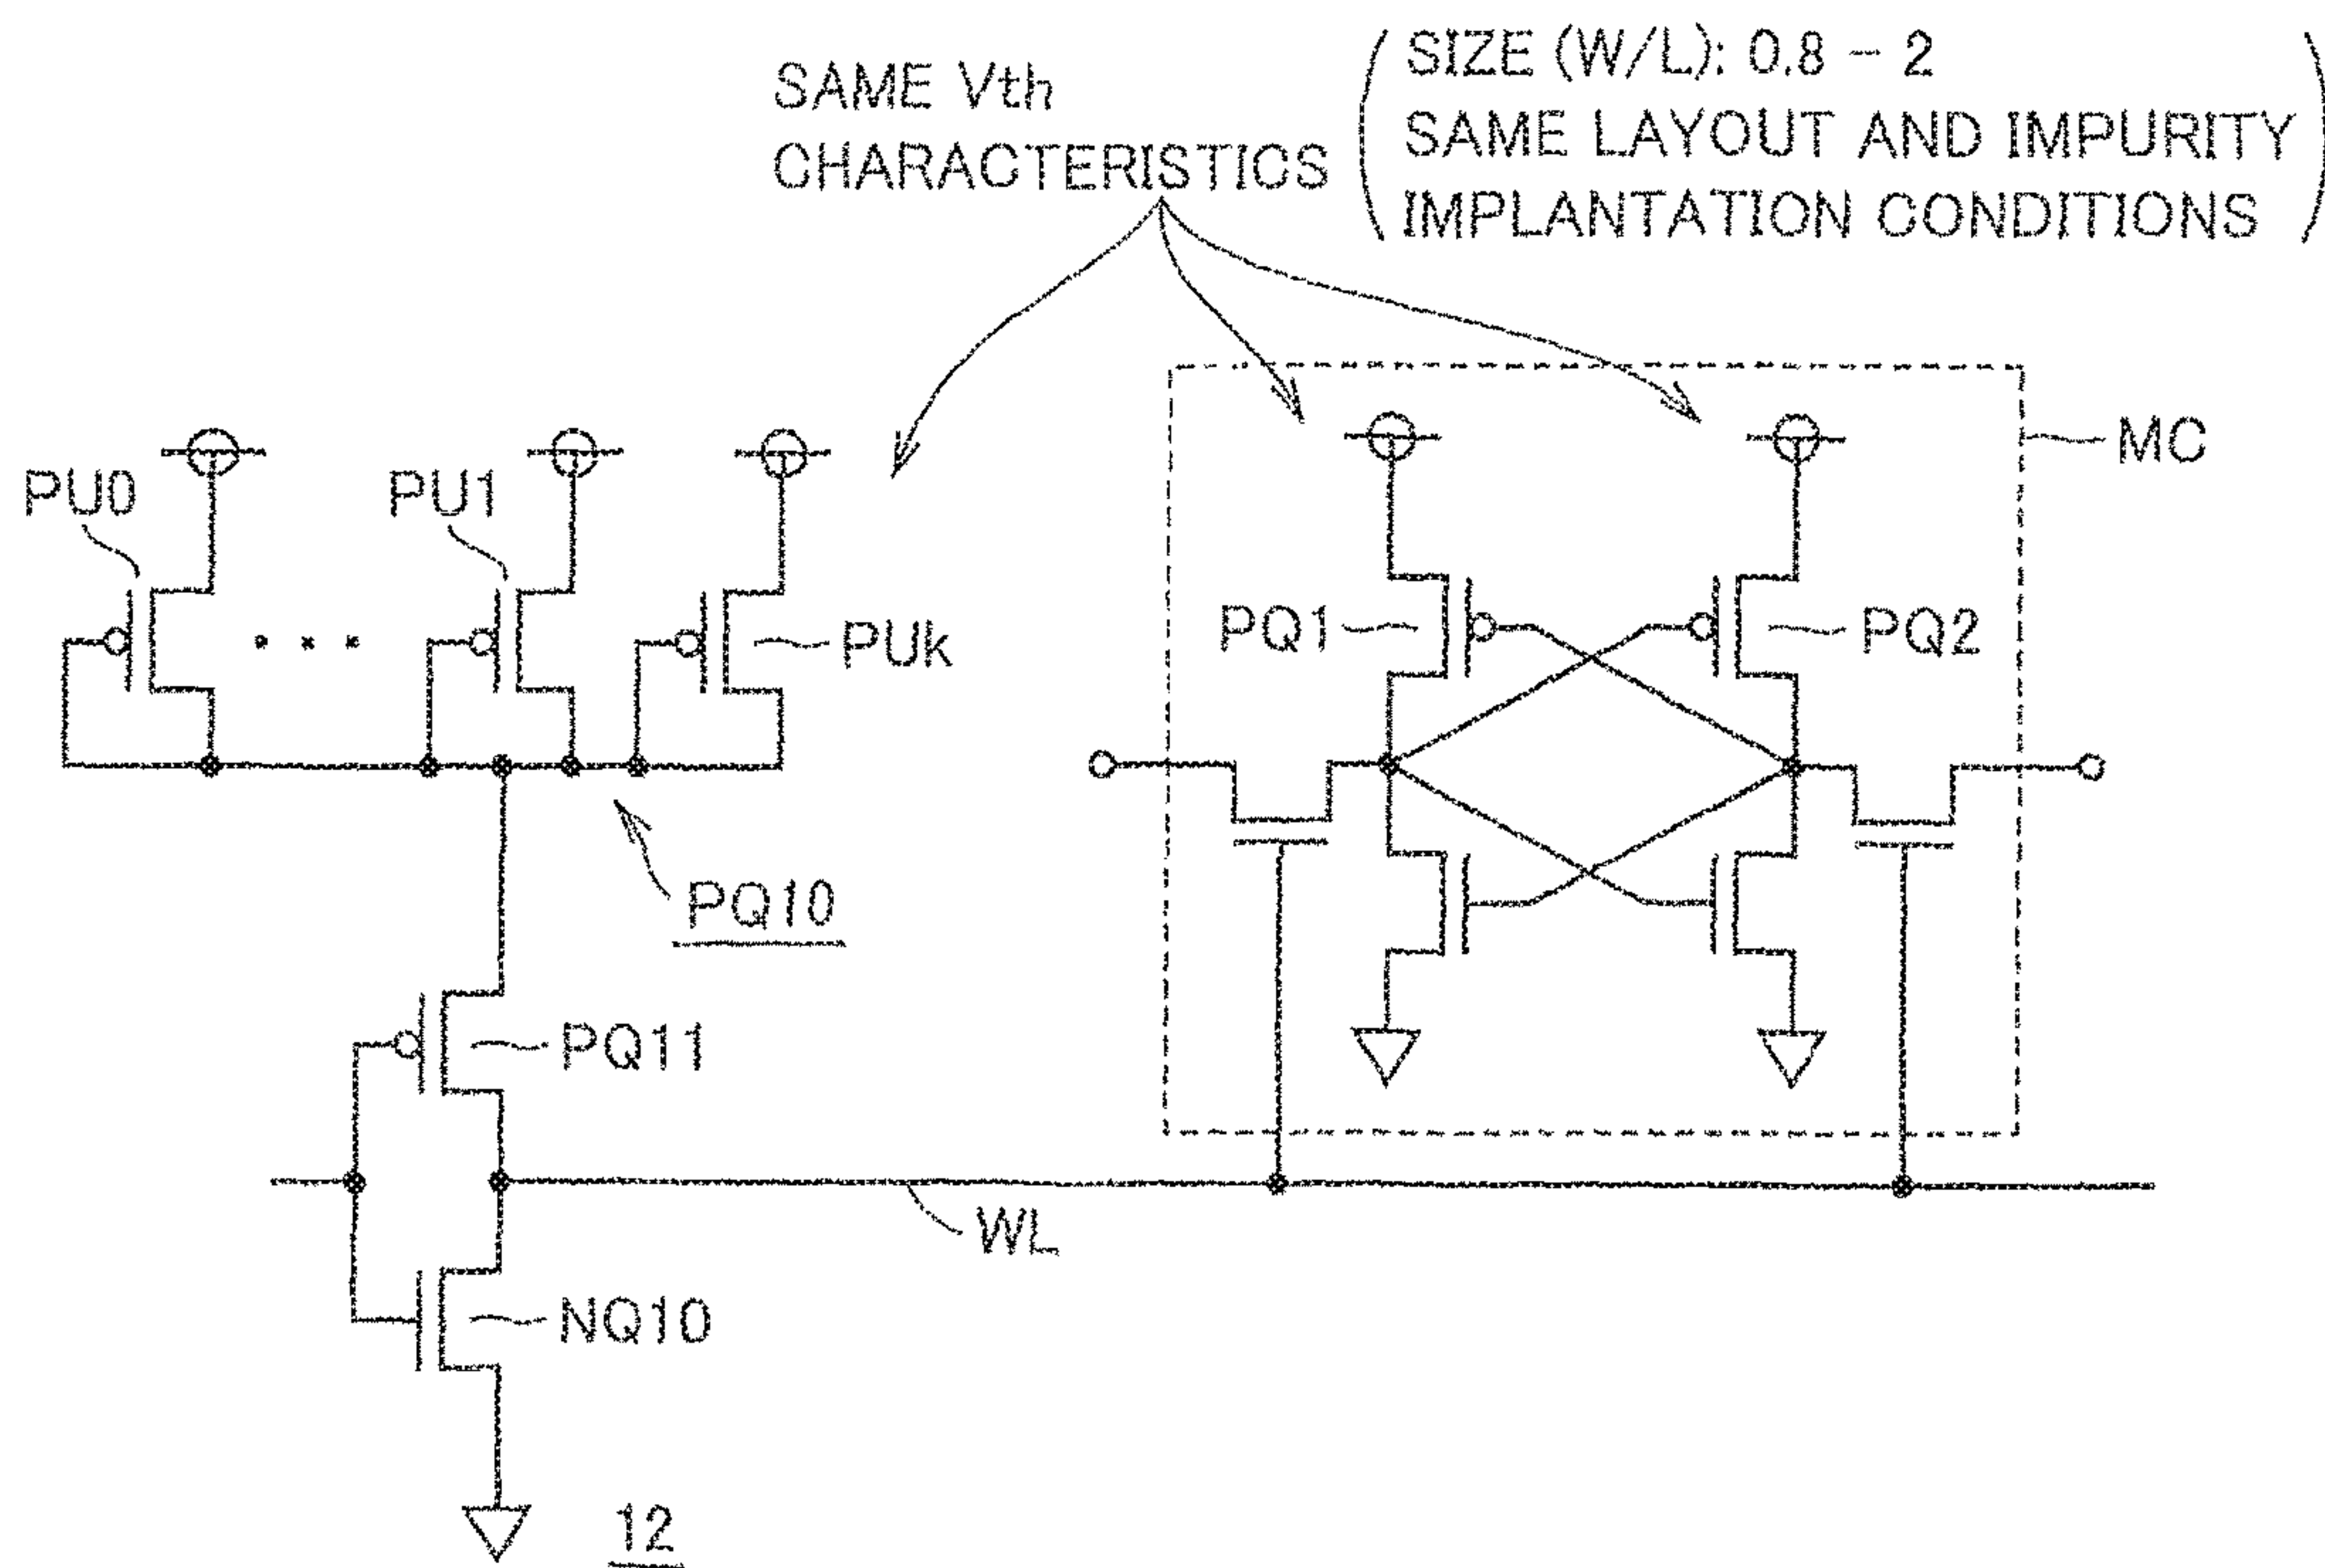 SAME Vth
CHARACTERISTICS
SIZE (W/L): 0.8 - 2
SAME LAYOUT AND IMPURITY
IMPLANTATION CONDITIONS
MC
PU0
PU1
PUk
PQ1
PQ2
PQ10
PQ11
WL
NQ10
12